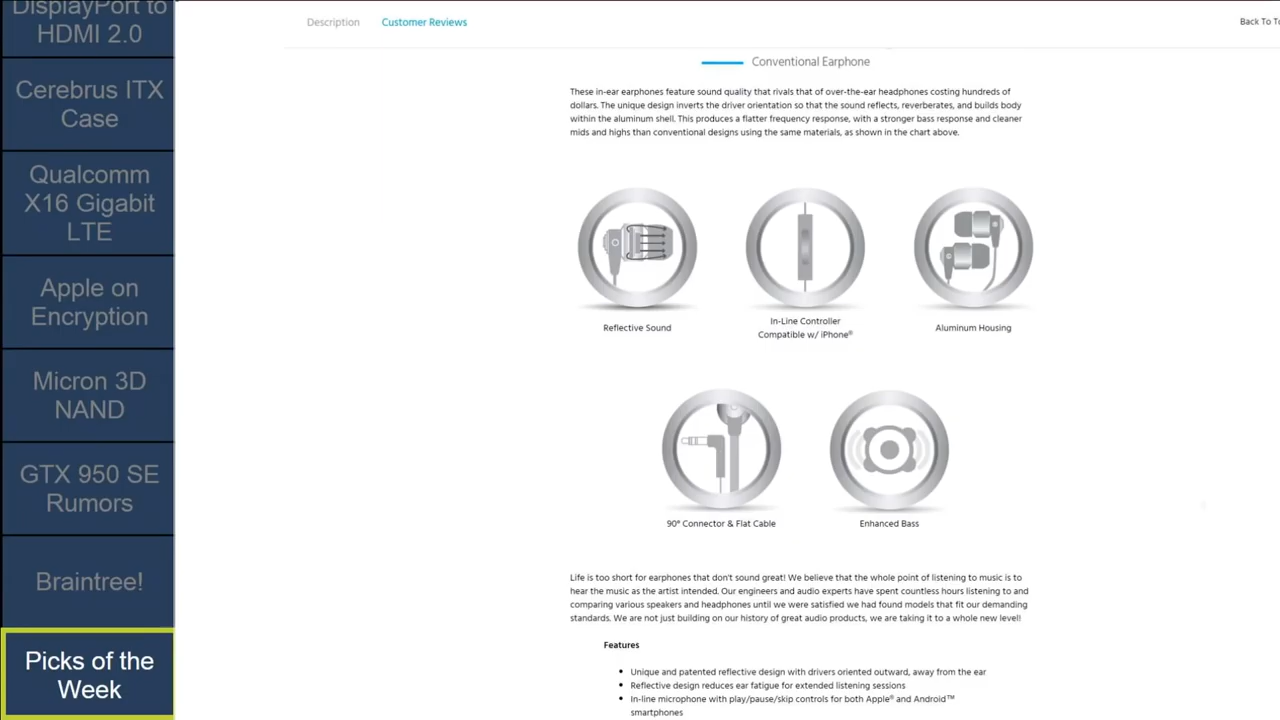 DisplayPort to
HDMI 2.0
Cerebrus ITX
Case
Qualcomm
X16 Gigabit
LTE
Apple on
Encryption
Micron 3D
NAND
GTX 950 SE
Rumors
Braintree!
Picks of the
Week
Description Customer Reviews
Back To
Conventional Earphone
These in-ear earphones feature sound quality that rivals that of over-the-ear headphones costing hundreds of
dollars. The unique design inverts the driver orientation so that the sound reflects, reverberates, and builds body
within the aluminum shell. This produces a flatter frequency response, with a stronger bass response and cleaner
mids and highs than conventional designs using the same materials, as shown in the chart above.
Reflective Sound
In-Line Controller
Compatible w/ iPhone®
Aluminum Housing
90° Connector & Flat Cable
Enhanced Bass
Life is too short for earphones that don't sound great! We believe that the whole point of listening to music is to
hear the music as the artist intended. Our engineers and audio experts have spent countless hours listening to and
comparing various speakers and headphones until we were satisfied we had found models that fit our demanding
standards. We are not just building on our history of great audio products, we are taking it to a whole new level!
Features
• Unique and patented reflective design with drivers oriented outward, away from the ear
• Reflective design reduces ear fatigue for extended listening sessions
• In-line microphone with play/pause/skip controls for both Apple® and Android™
smartphones